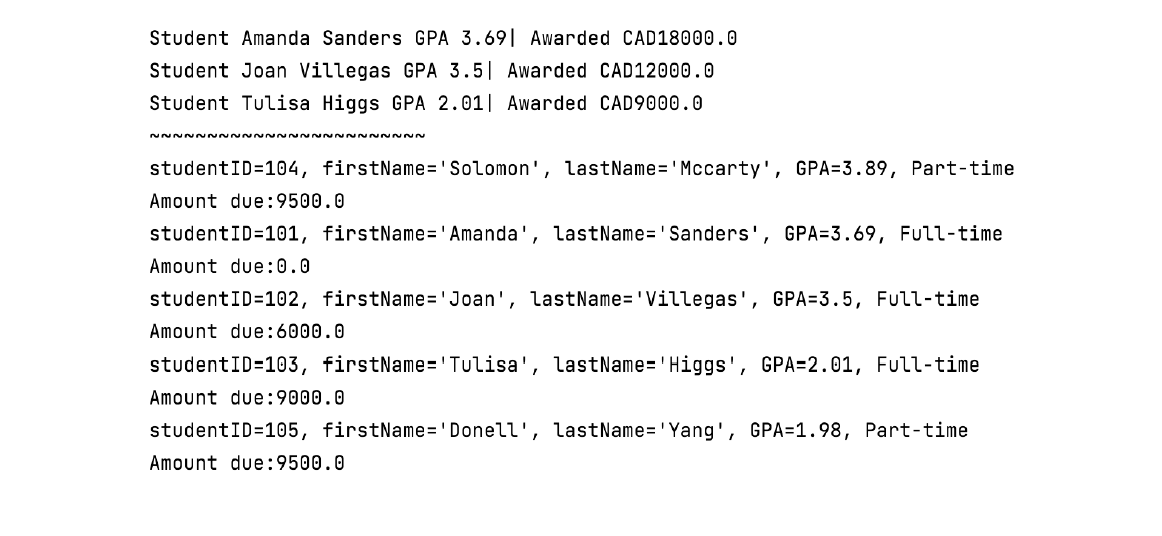 Student Amanda Sanders GPA 3.69| Awarded CAD18000.0
Student Joan Villegas GPA 3.5| Awarded CAD12000.0
Student Tulisa Higgs GPA 2.01| Awarded CAD9000.0
~~~~~~~~~~~~~~~~~~~~~~~~
studentID=104, firstName='Solomon', lastName='Mccarty', GPA=3.89, Part-time
Amount due:9500.0
studentID=101, firstName='Amanda', lastName='Sanders', GPA=3.69, Full-time
Amount due:0.0
studentID=102, firstName='Joan', lastName='Villegas', GPA=3.5, Full-time
Amount due:6000.0
studentID=103, firstName='Tulisa', lastName='Higgs', GPA=2.01, Full-time
Amount due:9000.0
studentID=105, firstName='Donell', lastName='Yang', GPA=1.98, Part-time
Amount due:9500.0